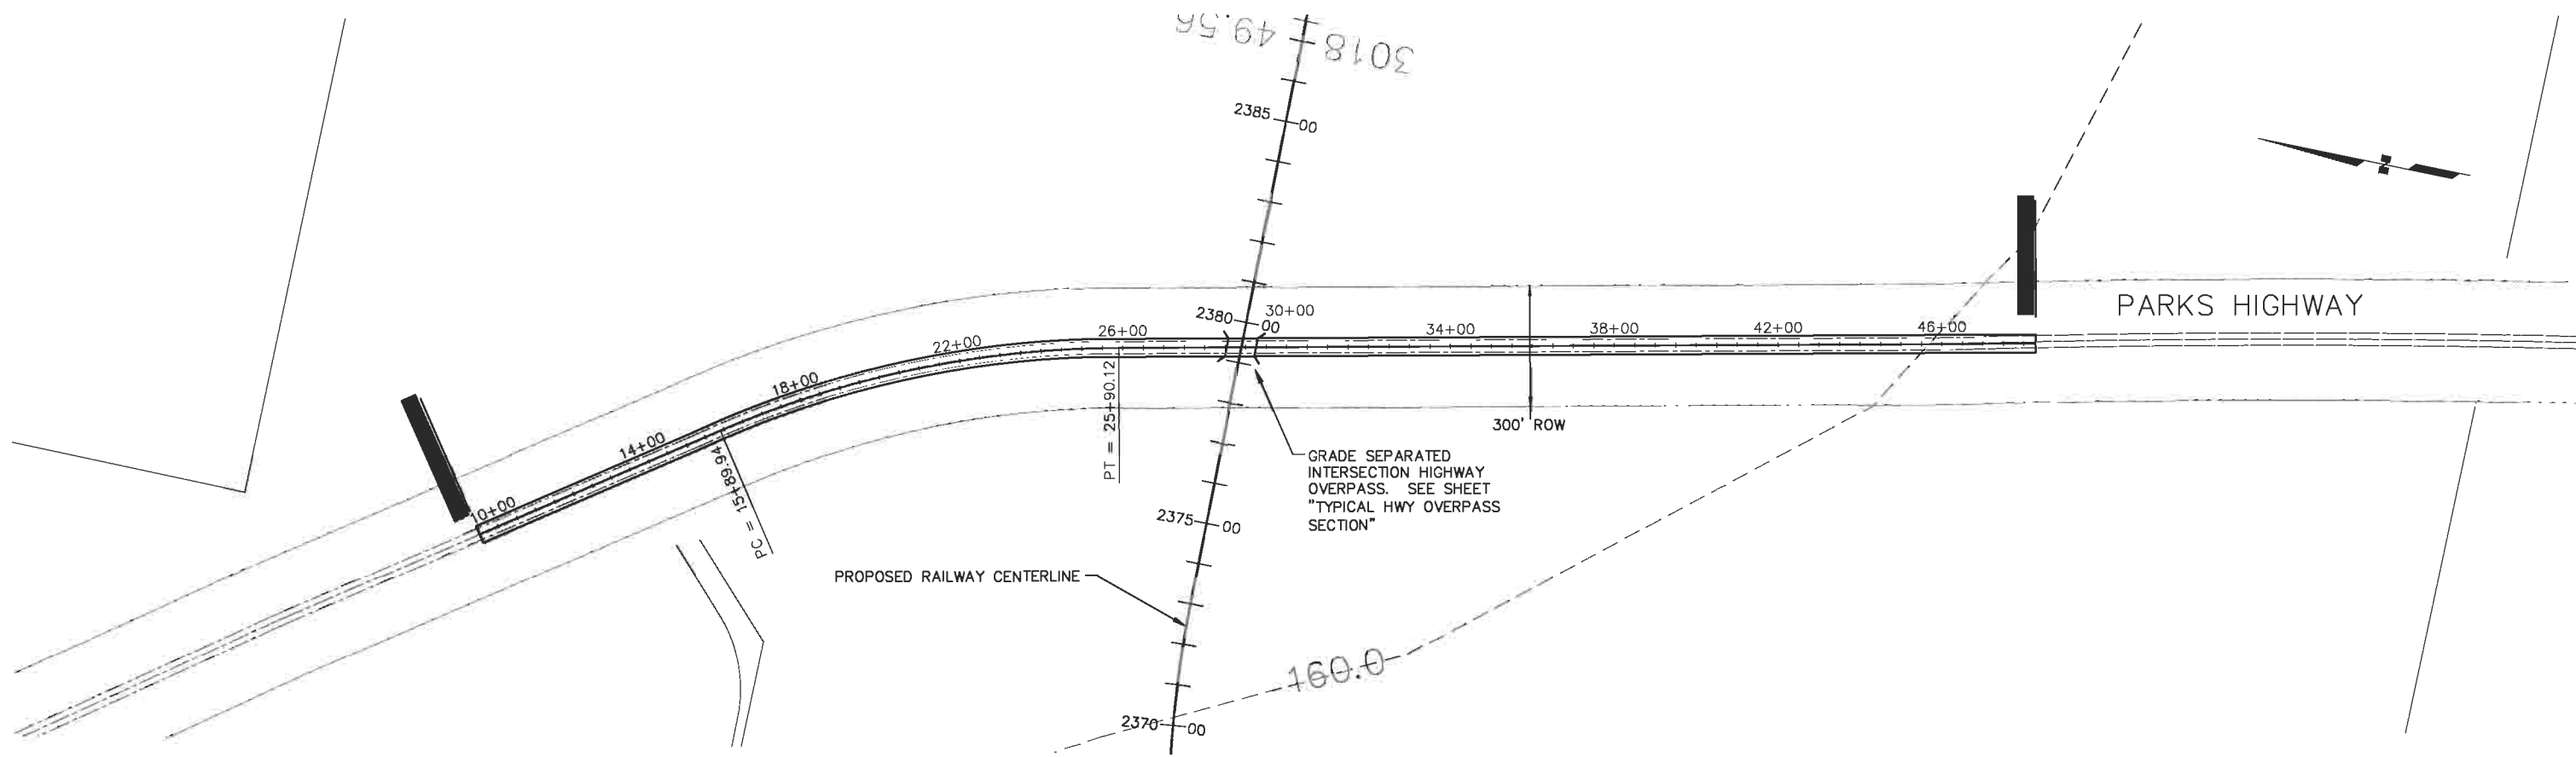 49.56
3018
2385 00
2380 00
30+00
26+00
34+00
38+00
42+00
46+00
PARKS HIGHWAY
22+00
18+00
14+00
10+00
PC = 15+89.94
PT = 25+90.12
300' ROW
GRADE SEPARATED
INTERSECTION HIGHWAY
OVERPASS. SEE SHEET
"TYPICAL HWY OVERPASS
SECTION"
2375 00
PROPOSED RAILWAY CENTERLINE
160.0
2370 00
N